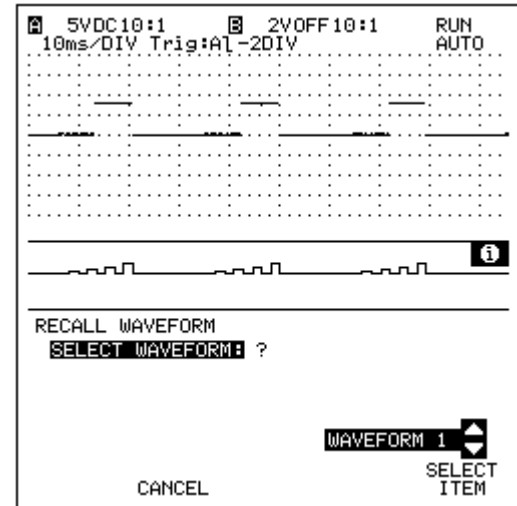 A 5VDC10:1 B 2VOFF10:1 RUN
10ms/DIV Trig:A⎍-2DIV AUTO
i
RECALL WAVEFORM
SELECT WAVEFORM: ?
WAVEFORM 1
SELECT
CANCEL ITEM